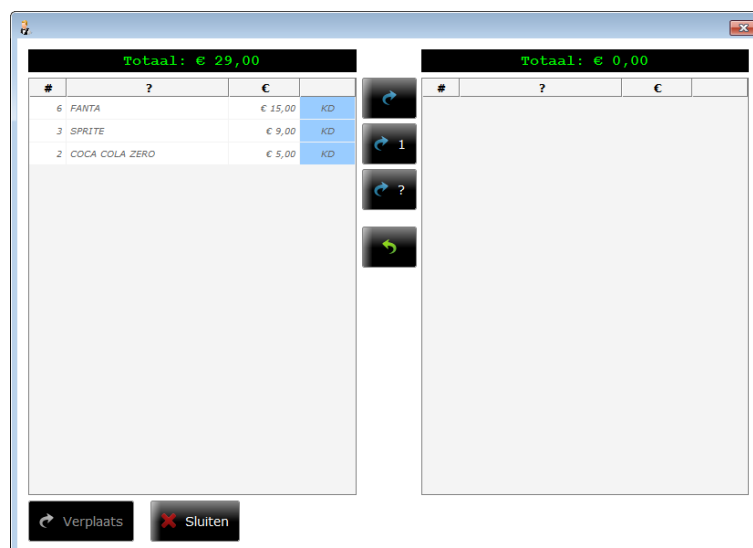 Totaal: € 29,00
# ? €
6 FANTA € 15,00 KD
3 SPRITE € 9,00 KD
2 COCA COLA ZERO € 5,00 KD
1
?
Totaal: € 0,00
# ? €
Verplaats Sluiten